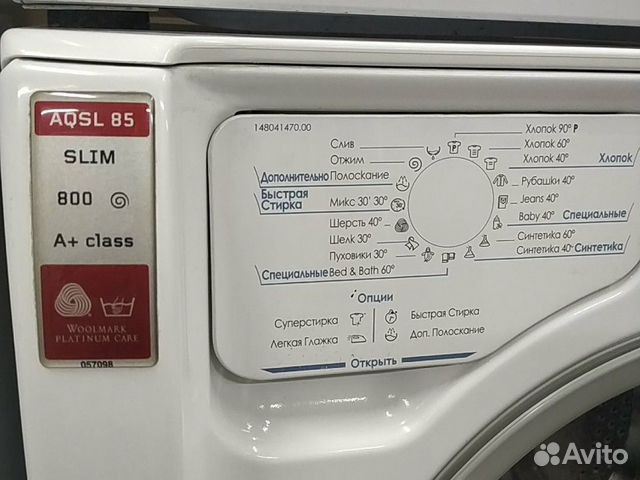 AQSL 85
SLIM
800
A+ class
WOOLMARK
PLATINUM CARE
057098
148041470.00
Слив
Отжим
Дополнительно Полоскание
Быстрая
Стирка
Микс 30' 30°
Шерсть 40°
Шелк 30°
Пуховики 30°
Специальные Bed & Bath 60°
P
Хлопок 90° P
Хлопок 60°
Хлопок 40° Хлопок
Рубашки 40°
Jeans 40°
Baby 40° Специальные
Синтетика 60°
Синтетика 40° Синтетика
Опции
Суперстирка
Быстрая Стирка
Легкая Глажка
Доп. Полоскание
Открыть
Avito